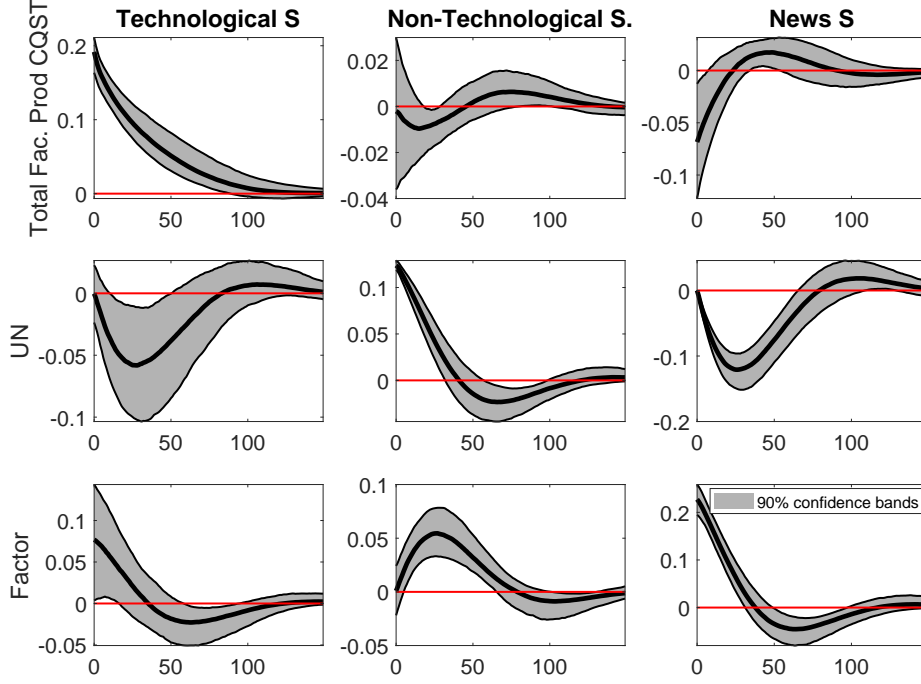 Technological S
Non-Technological S.
News S
Total Fac. Prod CQST
0.2
0.1
0
0 50 100
0.02
0
-0.02
-0.04
0 50 100
0
-0.05
-0.1
0 50 100
UN
0
-0.05
-0.1
0 50 100
0.1
0.05
0
0 50 100
0
-0.1
-0.2
0 50 100
Factor
0.1
0.05
0
-0.05
0 50 100
0.1
0.05
0
-0.05
0 50 100
0.2
0.1
0
0 50 100
90% confidence bands